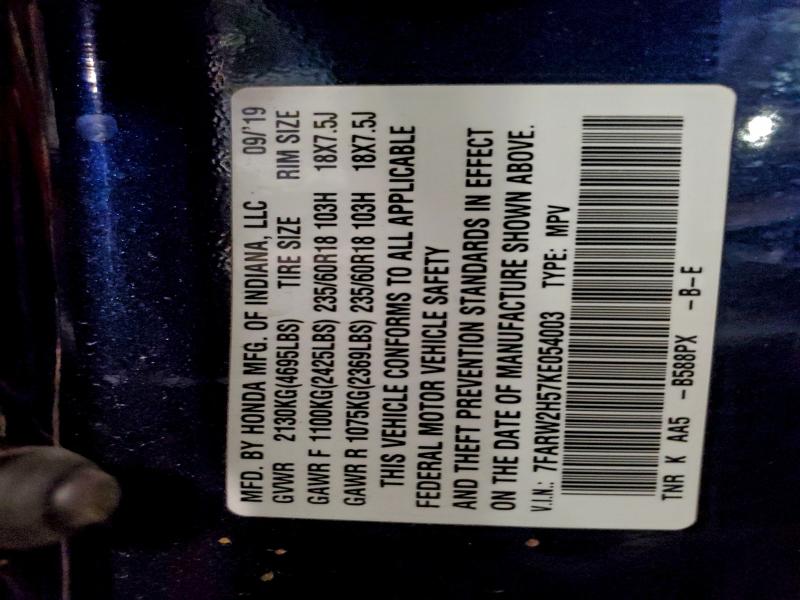 MFD. BY HONDA MFG. OF INDIANA, LLC 09/'19
GVWR 2130KG(4695LBS) TIRE SIZE RIM SIZE
GAWR F 1100KG(2425LBS) 235/60R18 103H 18X7.5J
GAWR R 1075KG(2369LBS) 235/60R18 103H 18X7.5J
THIS VEHICLE CONFORMS TO ALL APPLICABLE
FEDERAL MOTOR VEHICLE SAFETY
AND THEFT PREVENTION STANDARDS IN EFFECT
ON THE DATE OF MANUFACTURE SHOWN ABOVE.
V.I.N.: 7FARW2H57KE054003 TYPE: MPV
TNR K AA5 -B588PX -B-E